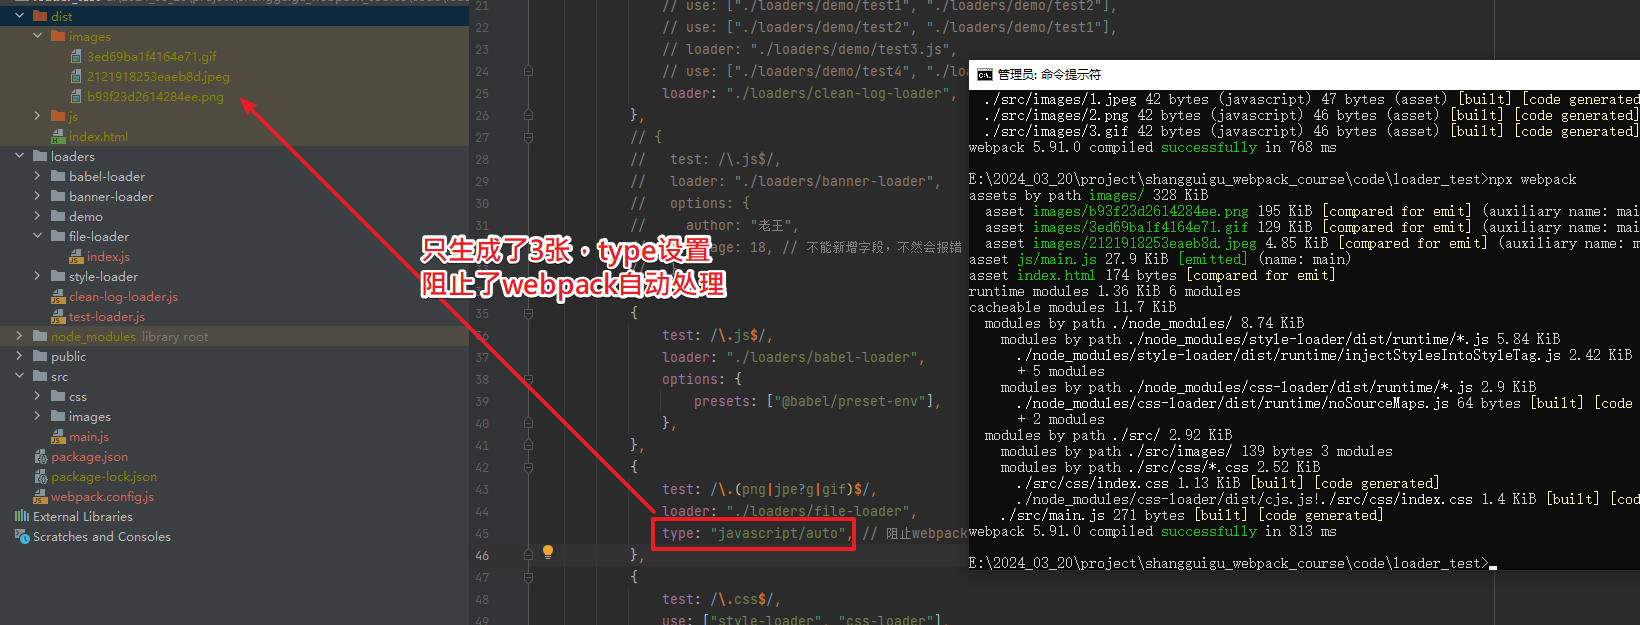 dist
images
3ed69ba1f4164e71.gif
2121918253eaeb8d.jpeg
b93f23d2614284ee.png
js
index.html
loaders
babel-loader
banner-loader
demo
file-loader
index.js
style-loader
clean-log-loader.js
test-loader.js
node_modules library root
public
src
css
images
main.js
package.json
package-lock.json
webpack.config.js
External Libraries
Scratches and Consoles
21 // use: ["./loaders/demo/test1", "./loaders/demo/test2"],
22 // use: ["./loaders/demo/test2", "./loaders/demo/test1"],
23 // loader: "./loaders/demo/test3.js",
24 // use: ["./loaders/demo/test4", "./lo
25 loader: "./loaders/clean-log-loader",
26 },
27 // {
28 // test: /\.js$/,
29 // loader: "./loaders/banner-loader",
30 // options: {
31 // author: "老王",
age: 18, // 不能新增字段，不然会报错
只生成了3张，type设置
阻止了webpack自动处理
35 {
36 test: /\.js$/,
37 loader: "./loaders/babel-loader",
38 options: {
39 presets: ["@babel/preset-env"],
40 },
41 },
42 {
43 test: /\.(png|jpe?g|gif)$/,
44 loader: "./loaders/file-loader",
45 type: "javascript/auto", // 阻止webpack
46 },
47 {
48 test: /\.css$/,
49 use: ["style-loader", "css-loader"],
管理员: 命令提示符
./src/images/1.jpeg 42 bytes (javascript) 47 bytes (asset) [built] [code generated
./src/images/2.png 42 bytes (javascript) 46 bytes (asset) [built] [code generated]
./src/images/3.gif 42 bytes (javascript) 46 bytes (asset) [built] [code generated]
webpack 5.91.0 compiled successfully in 768 ms
E:\2024_03_20\project\shangguigu_webpack_course\code\loader_test>npx webpack
assets by path images/ 328 KiB
asset images/b93f23d2614284ee.png 195 KiB [compared for emit] (auxiliary name: mai
asset images/3ed69ba1f4164e71.gif 129 KiB [compared for emit] (auxiliary name: mai
asset images/2121918253eaeb8d.jpeg 4.85 KiB [compared for emit] (auxiliary name: m
asset js/main.js 27.9 KiB [emitted] (name: main)
asset index.html 174 bytes [compared for emit]
runtime modules 1.36 KiB 6 modules
cacheable modules 11.7 KiB
modules by path ./node_modules/ 8.74 KiB
modules by path ./node_modules/style-loader/dist/runtime/*.js 5.84 KiB
./node_modules/style-loader/dist/runtime/injectStylesIntoStyleTag.js 2.42 KiB
+ 5 modules
modules by path ./node_modules/css-loader/dist/runtime/*.js 2.9 KiB
./node_modules/css-loader/dist/runtime/noSourceMaps.js 64 bytes [built] [code
+ 2 modules
modules by path ./src/ 2.92 KiB
modules by path ./src/images/ 139 bytes 3 modules
modules by path ./src/css/*.css 2.52 KiB
./src/css/index.css 1.13 KiB [built] [code generated]
./node_modules/css-loader/dist/cjs.js!./src/css/index.css 1.4 KiB [built] [cod
./src/main.js 271 bytes [built] [code generated]
webpack 5.91.0 compiled successfully in 813 ms
E:\2024_03_20\project\shangguigu_webpack_course\code\loader_test>